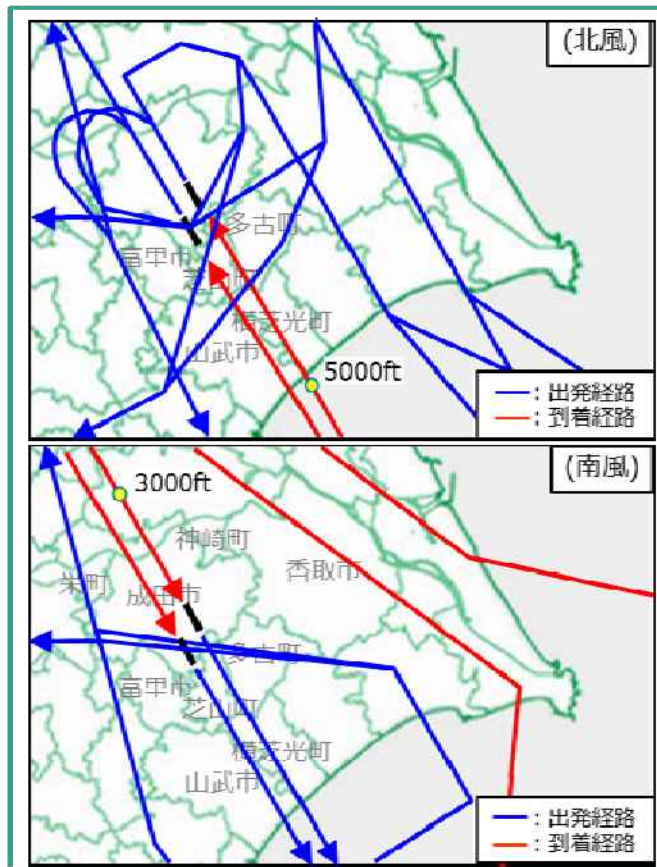 (北風)
多古町
富里市
芝山町
横芝光町
山武市
5000ft
━：出発経路
━：到着経路
(南風)
3000ft
神崎町
香取市
栄町
成田市
多古町
富里市
芝山町
横芝光町
山武市
━：出発経路
━：到着経路